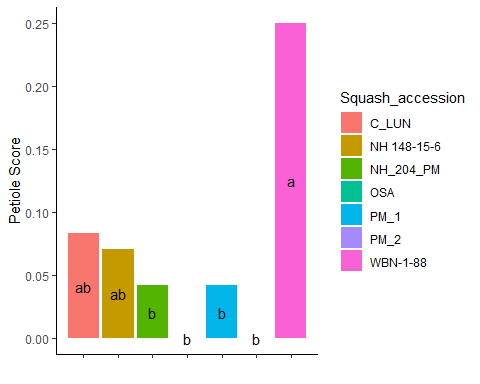 Petiole Score
0.25
0.20
0.15
0.10
0.05
0.00
ab
ab
b
b
b
b
a
Squash_accession
C_LUN
NH 148-15-6
NH_204_PM
OSA
PM_1
PM_2
WBN-1-88